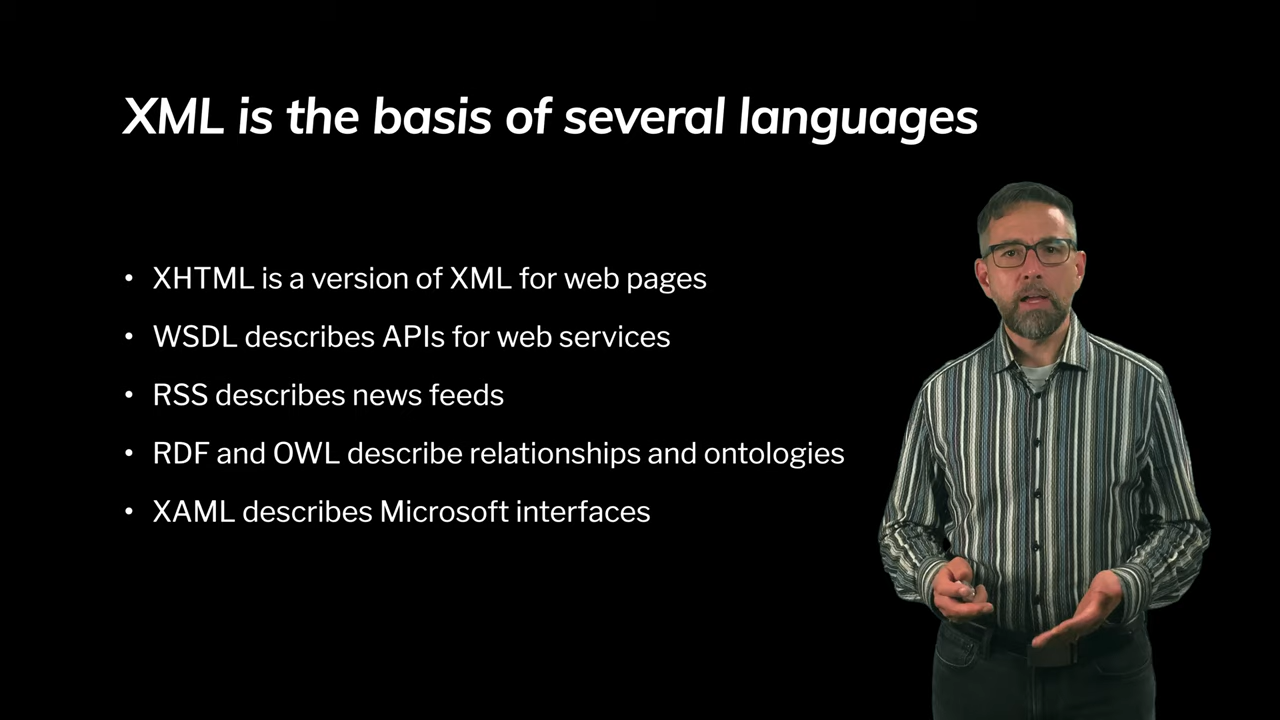 XML is the basis of several languages
• XHTML is a version of XML for web pages
• WSDL describes APIs for web services
• RSS describes news feeds
• RDF and OWL describe relationships and ontologies
• XAML describes Microsoft interfaces